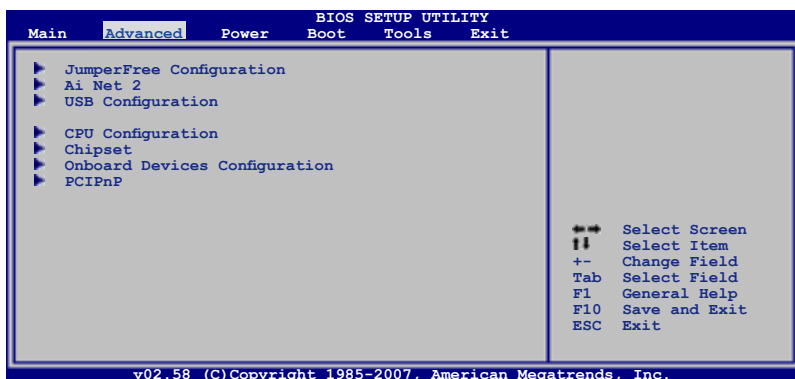 BIOS SETUP UTILITY
Main Advanced Power Boot Tools Exit
JumperFree Configuration
Ai Net 2
USB Configuration
CPU Configuration
Chipset
Onboard Devices Configuration
PCIPnP
←→ Select Screen
↑↓ Select Item
+- Change Field
Tab Select Field
F1 General Help
F10 Save and Exit
ESC Exit
v02.58 (C)Copyright 1985-2007, American Megatrends, Inc.